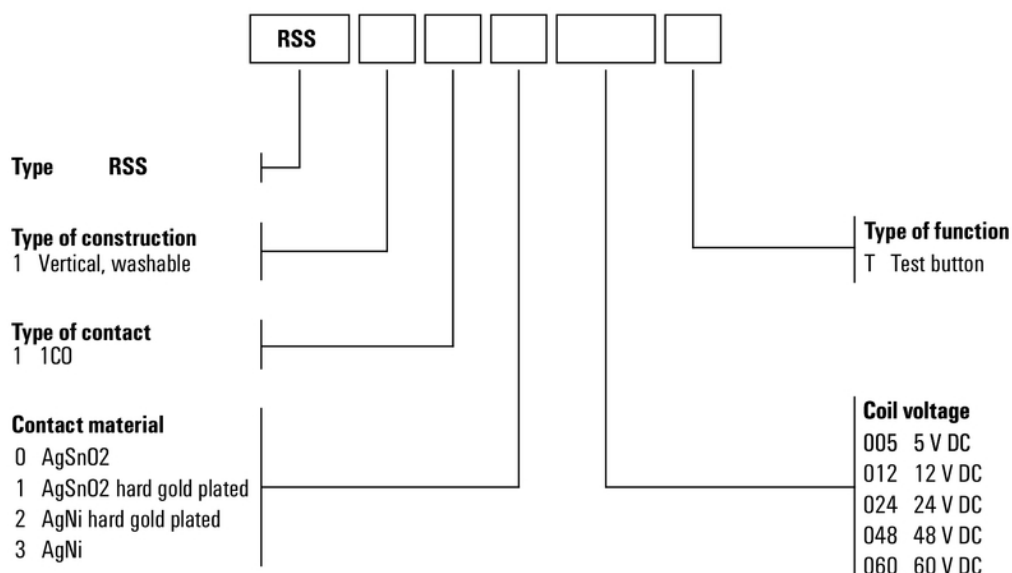 RSS
Type RSS
Type of construction
1 Vertical, washable
Type of contact
1 1CO
Contact material
0 AgSnO2
1 AgSnO2 hard gold plated
2 AgNi hard gold plated
3 AgNi
Type of function
T Test button
Coil voltage
005 5 V DC
012 12 V DC
024 24 V DC
048 48 V DC
060 60 V DC